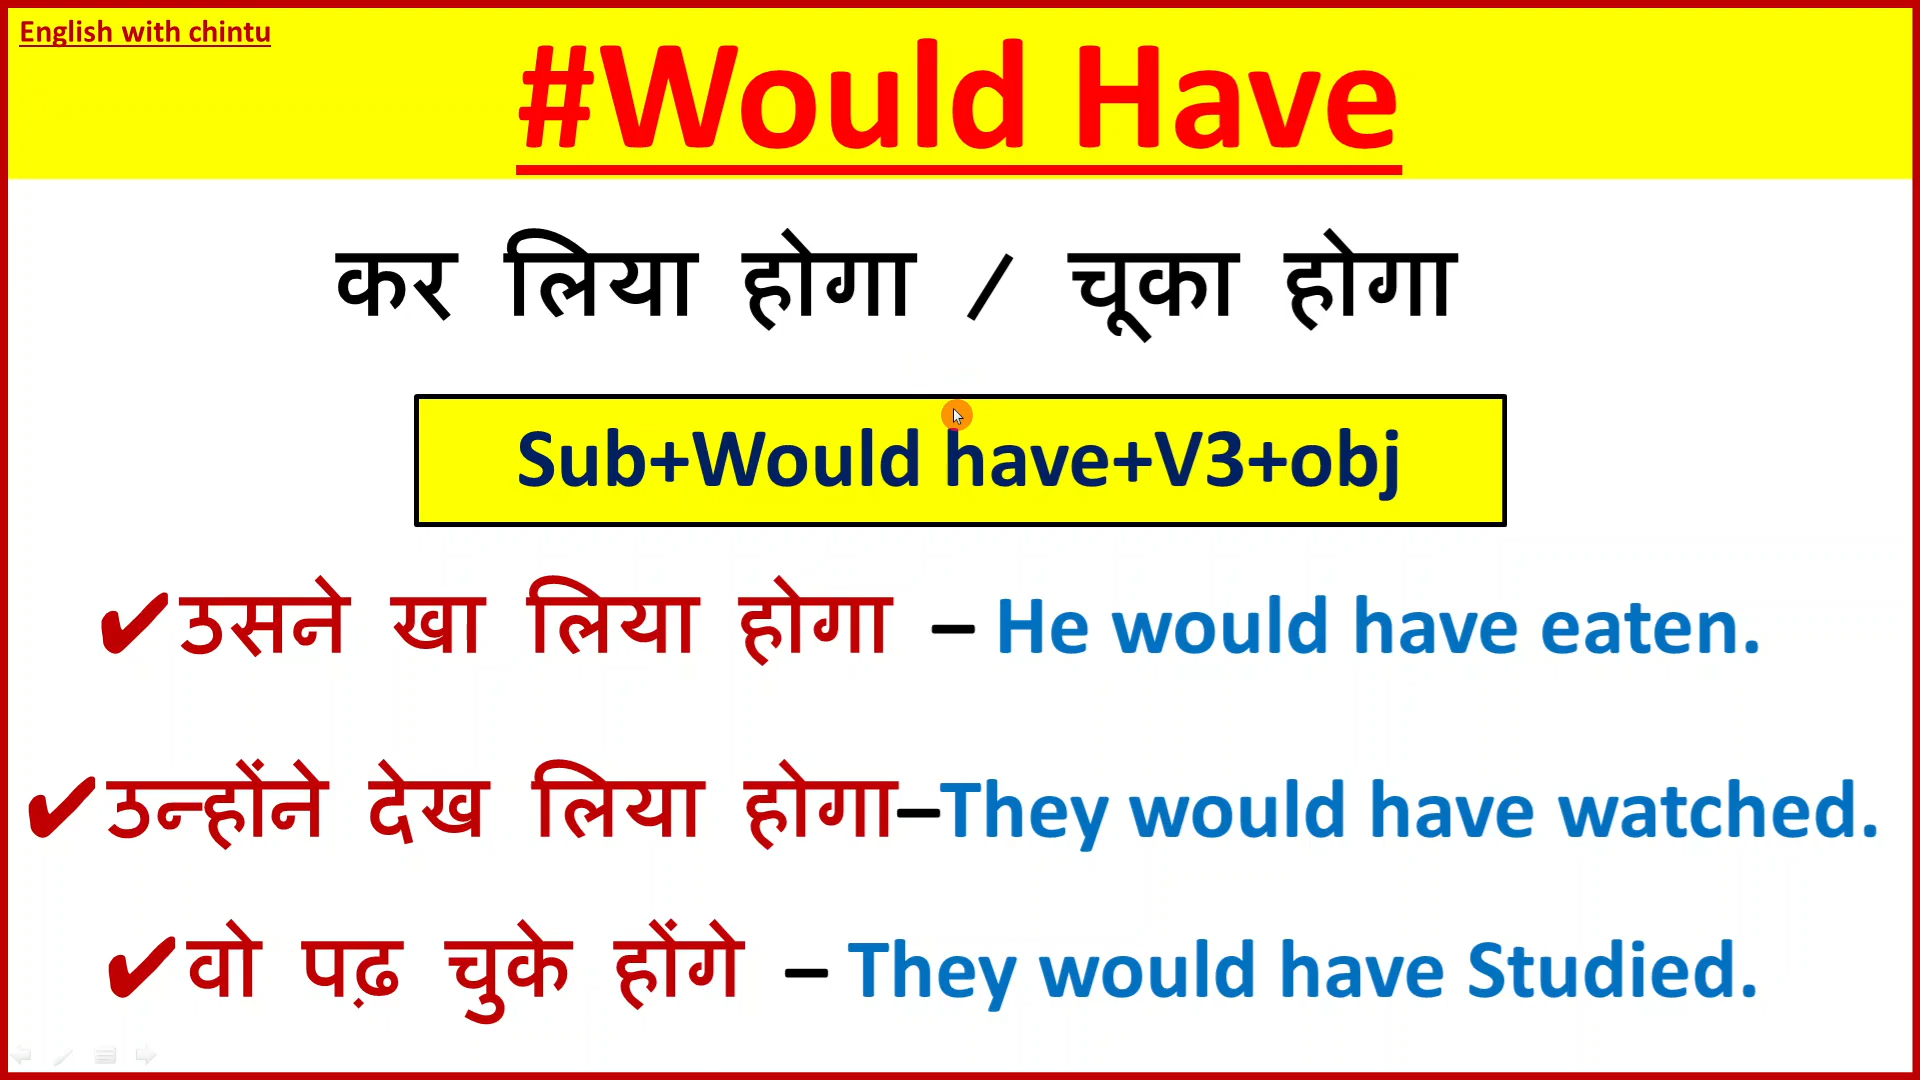 English with chintu
#Would Have
कर लिया होगा / चूका होगा
Sub+Would have+V3+obj
✔उसने खा लिया होगा – He would have eaten.
✔उन्होंने देख लिया होगा–They would have watched.
✔वो पढ़ चुके होंगे – They would have Studied.